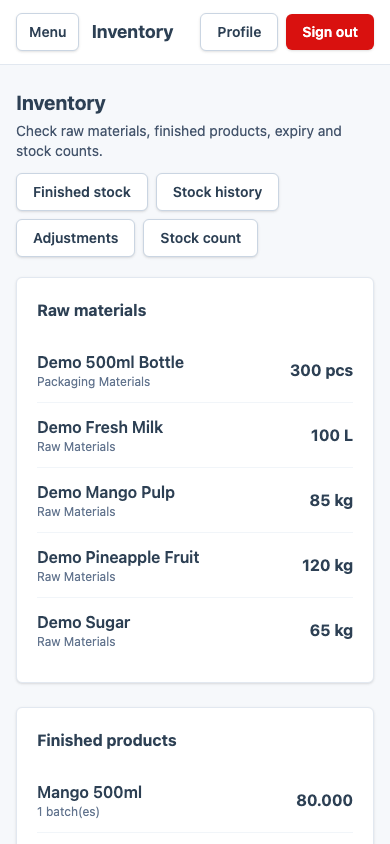 Menu
Inventory
Profile
Sign out
Inventory
Check raw materials, finished products, expiry and
stock counts.
Finished stock
Stock history
Adjustments
Stock count
Raw materials
Demo 500ml Bottle
Packaging Materials
300 pcs
Demo Fresh Milk
Raw Materials
100 L
Demo Mango Pulp
Raw Materials
85 kg
Demo Pineapple Fruit
Raw Materials
120 kg
Demo Sugar
Raw Materials
65 kg
Finished products
Mango 500ml
1 batch(es)
80.000